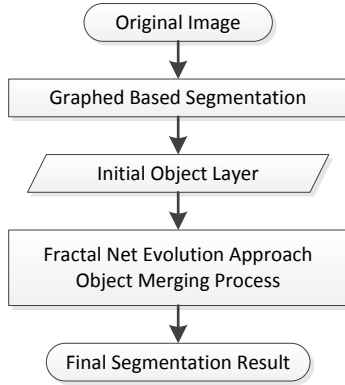 Original Image
Graphed Based Segmentation
Initial Object Layer
Fractal Net Evolution Approach
Object Merging Process
Final Segmentation Result